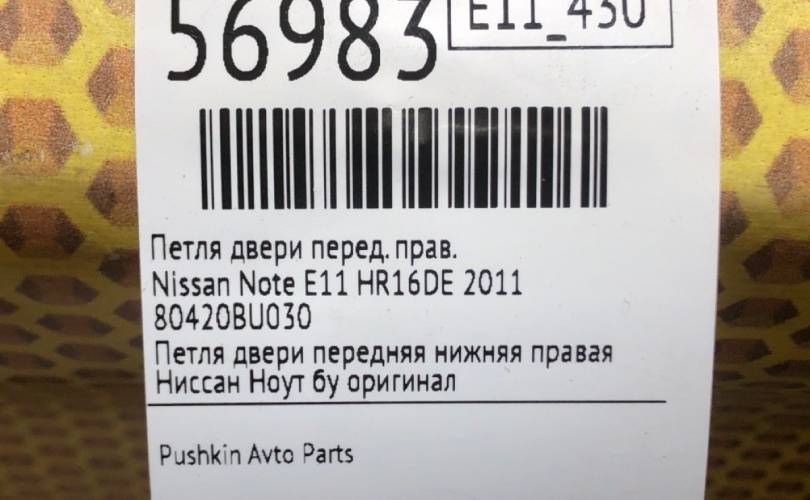 56983
E11_430
Петля двери перед. прав.
Nissan Note E11 HR16DE 2011
80420BU030
Петля двери передняя нижняя правая
Ниссан Ноут бу оригинал
Pushkin Avto Parts